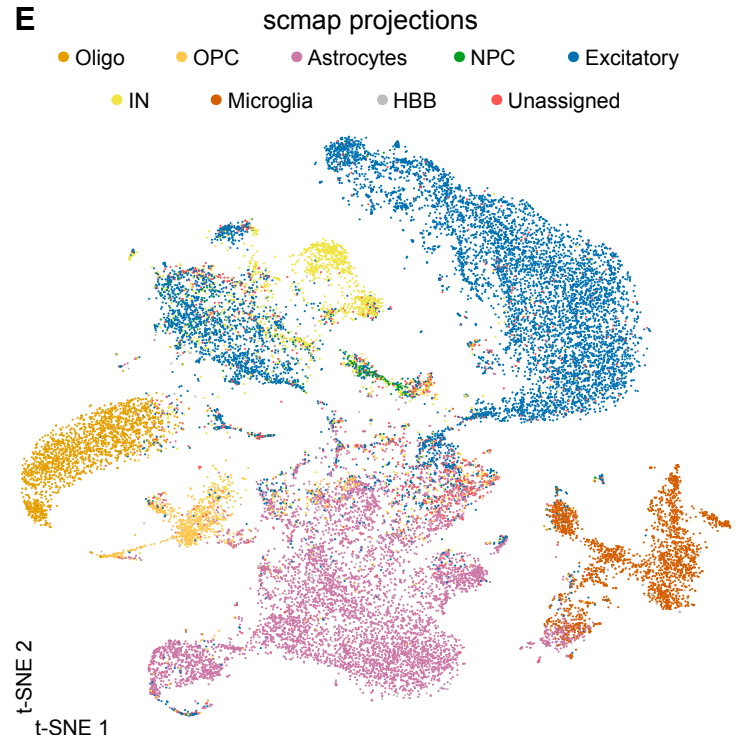 E
scmap projections
Oligo OPC Astrocytes NPC Excitatory
IN Microglia HBB Unassigned
t-SNE 2
t-SNE 1